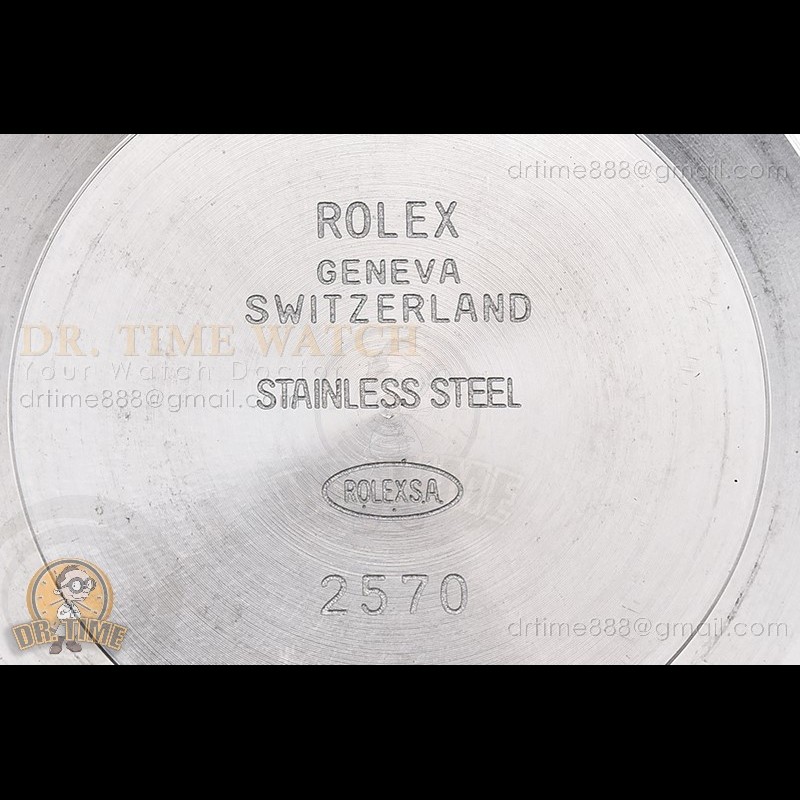 drtime888@gmail.com
ROLEX
GENEVA
SWITZERLAND
DR. TIME WATCH
Your Watch Doctor
drtime888@gmail.com
STAINLESS STEEL
ROLEX S.A.
TIME
2570
DR. TIME
drtime888@gmail.com